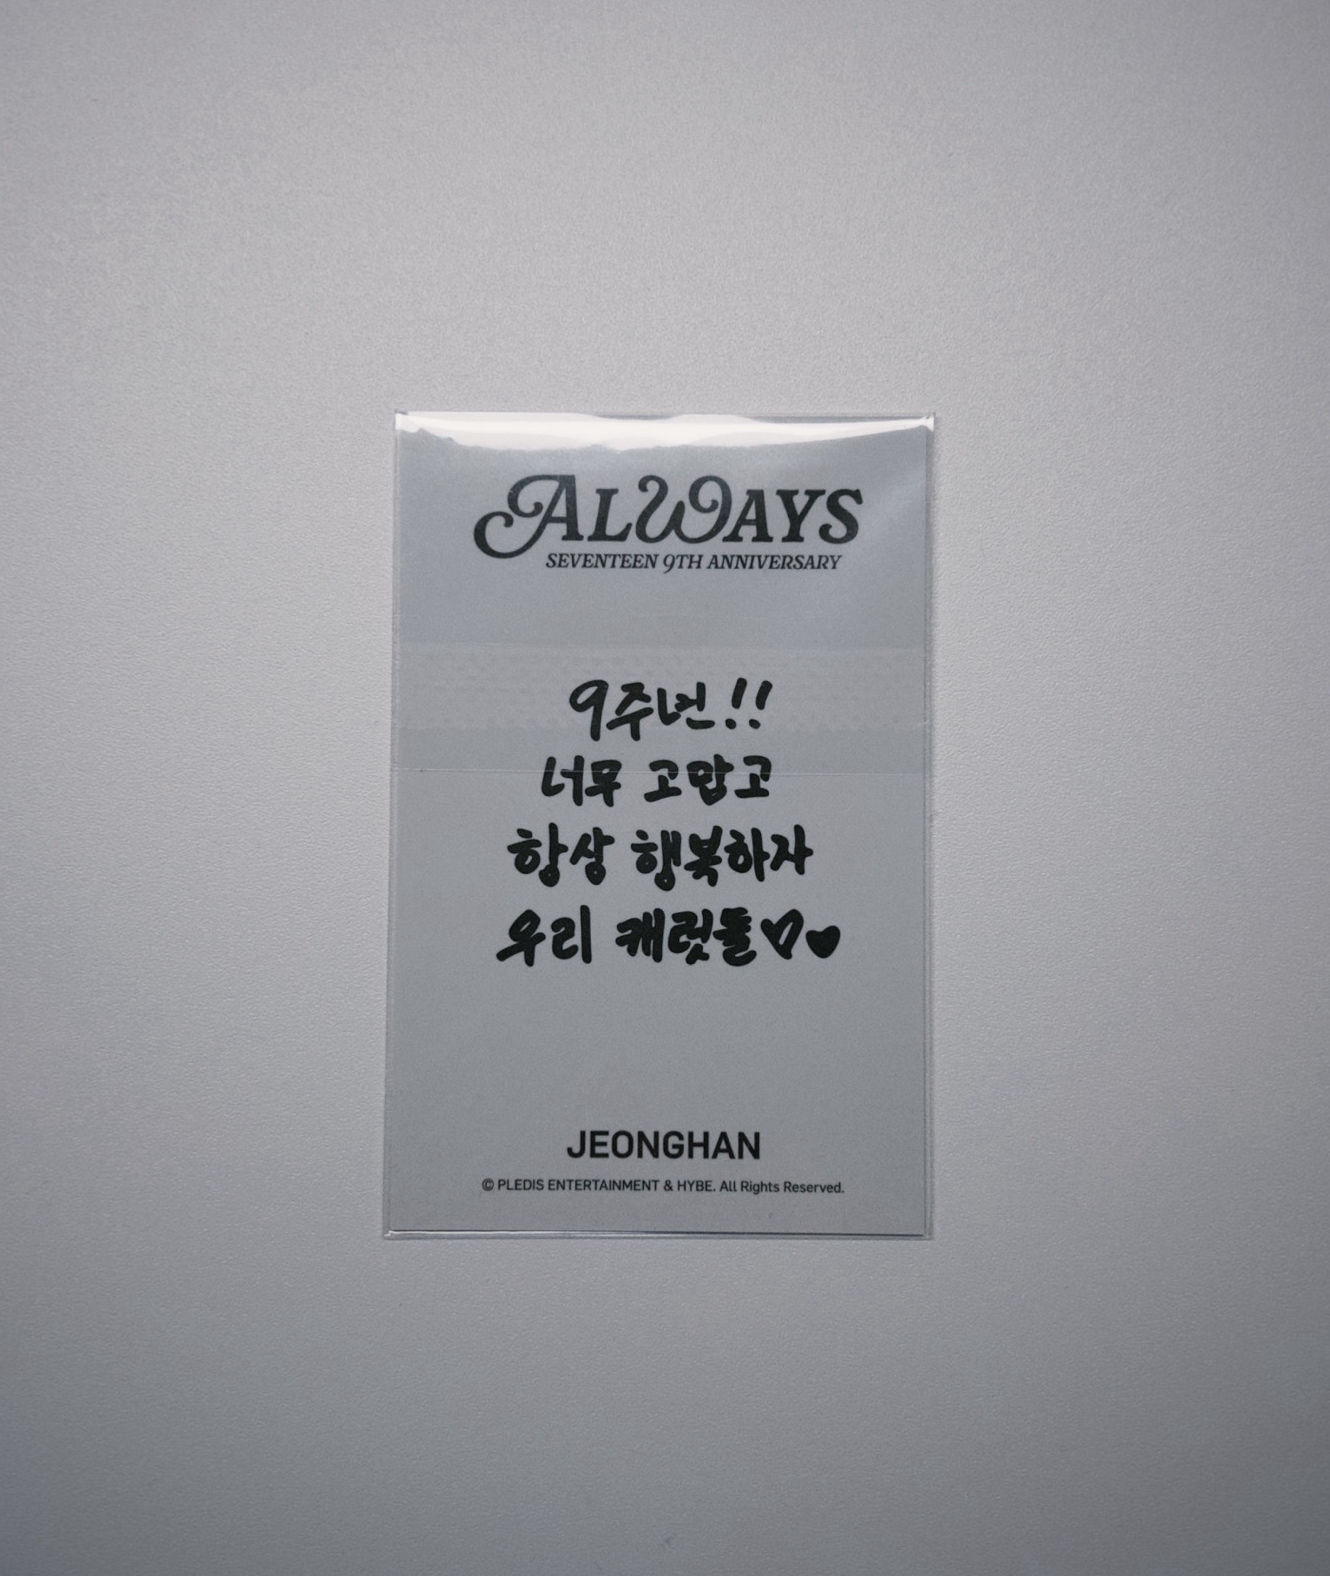 ALWAYS
SEVENTEEN 9TH ANNIVERSARY
9주년!!
너무 고맙고
항상 행복하자
우리 캐럿들♡♥
JEONGHAN
© PLEDIS ENTERTAINMENT & HYBE. All Rights Reserved.